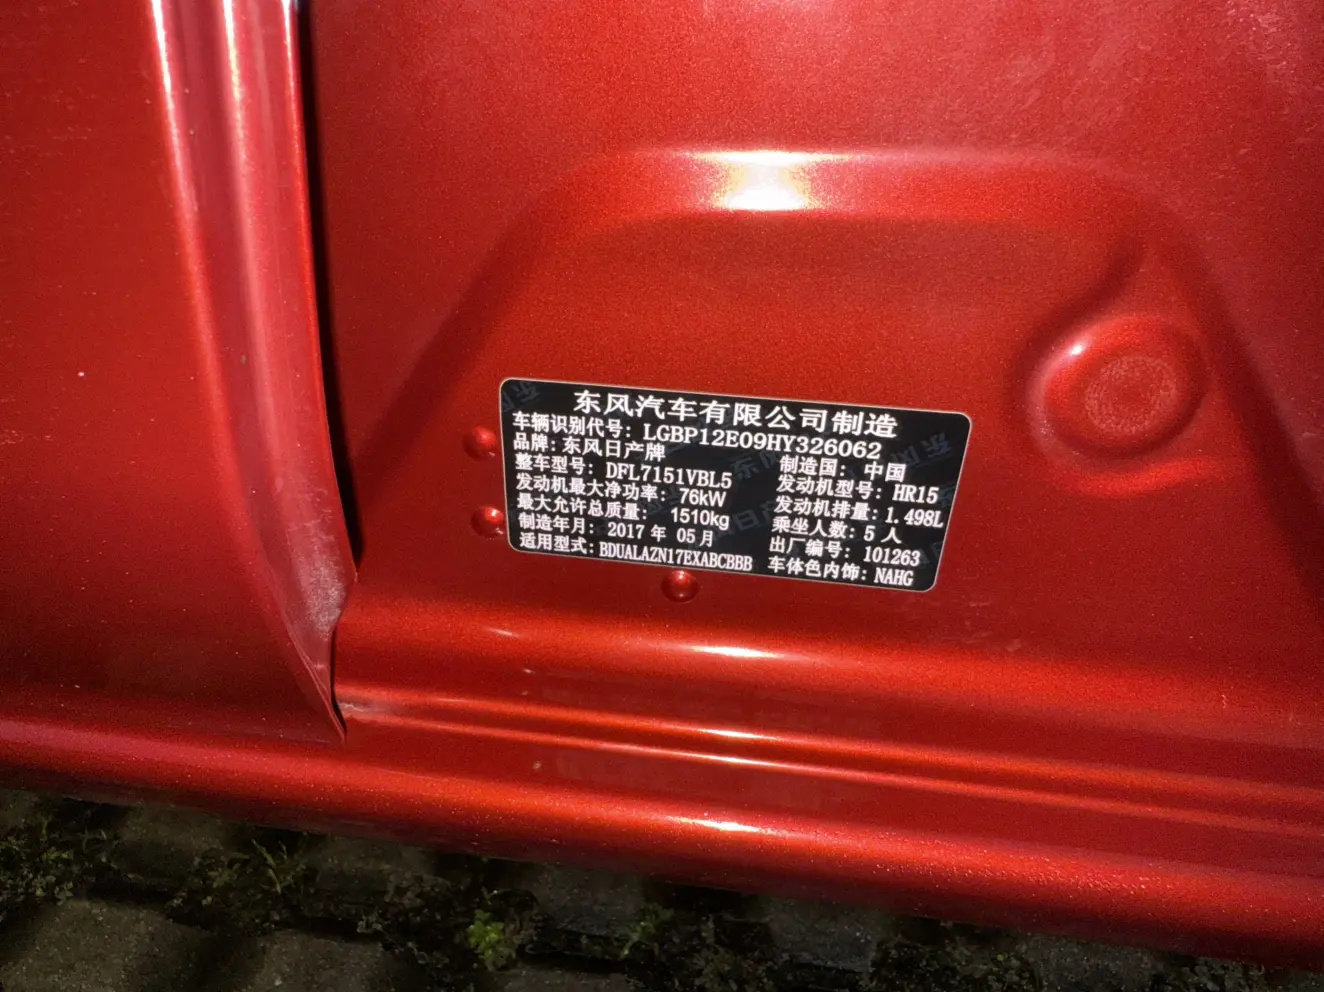 东风汽车有限公司制造
车辆识别代号: LGBP12E09HY326062
品牌: 东风日产牌 制造国: 中国
整车型号: DFL7151VBL5 发动机型号: HR15
发动机最大净功率: 76kW 发动机排量: 1.498L
最大允许总质量: 1510kg 乘坐人数: 5 人
制造年月: 2017 年 05 月 出厂编号: 101263
适用型式: BDUALAZN17EXABCBBB 车体色内饰: NAHG